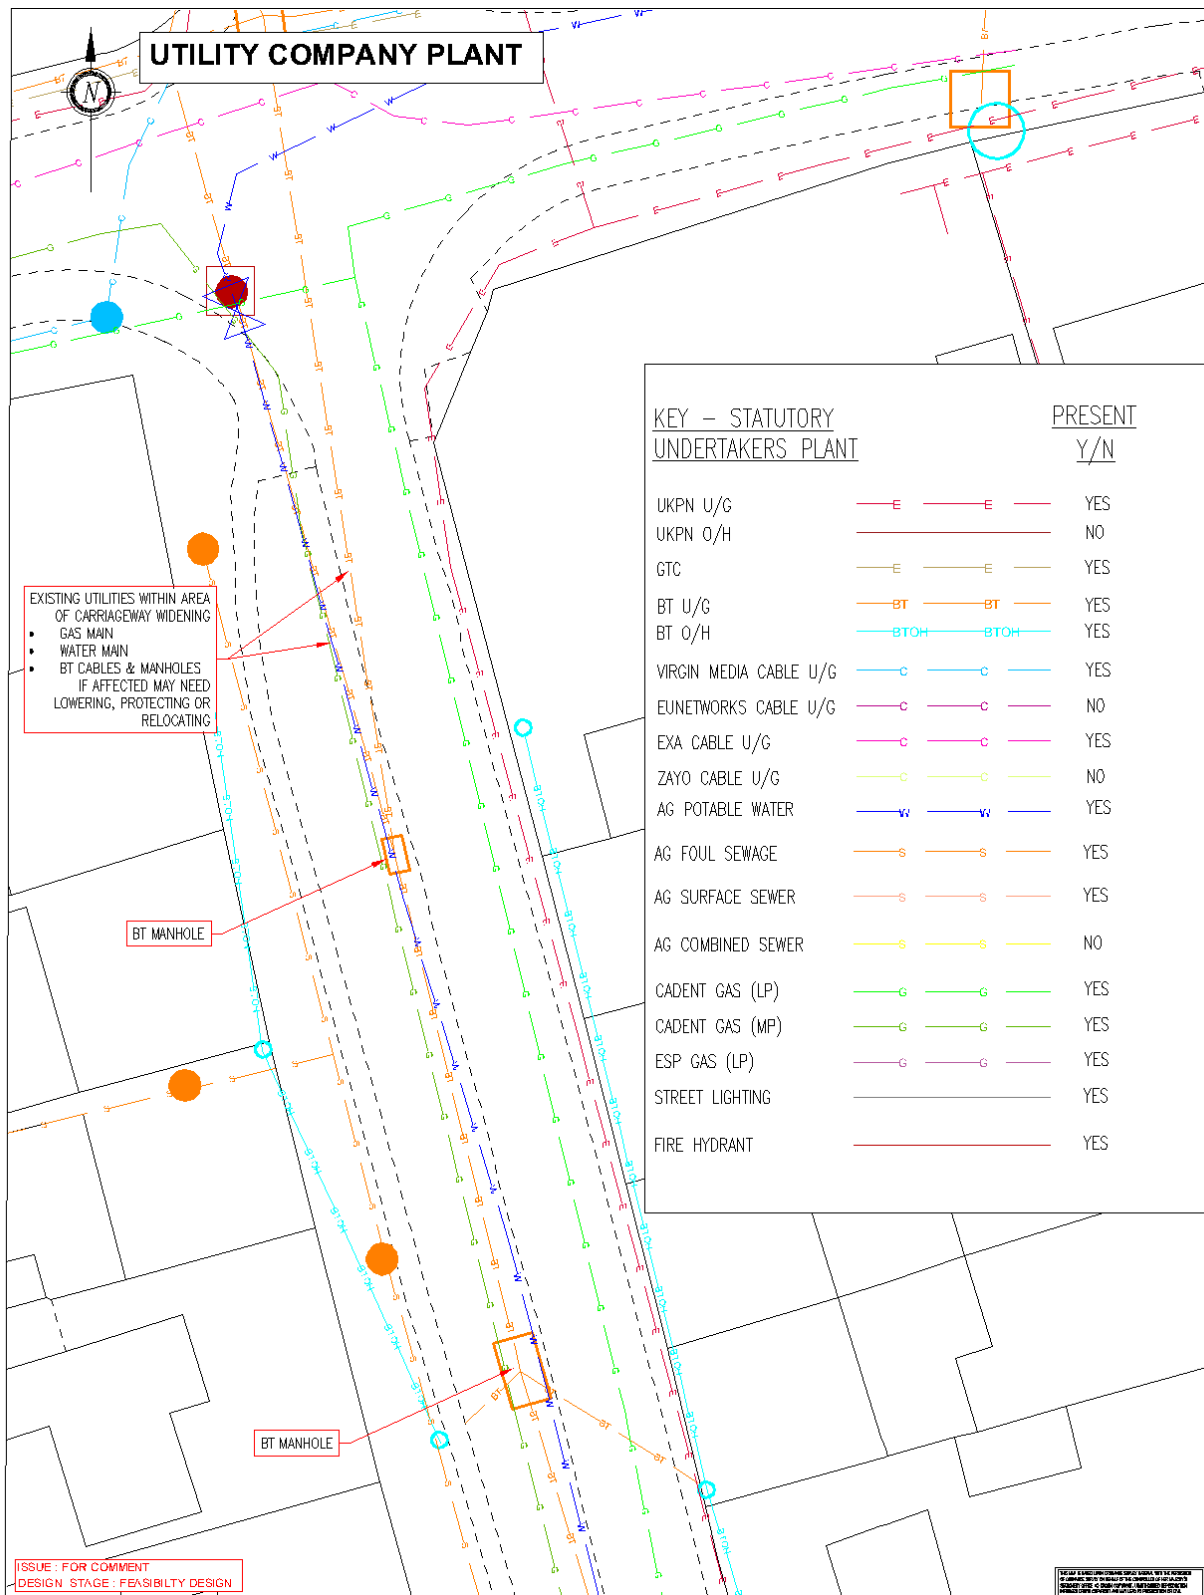 UTILITY COMPANY PLANT
N
KEY – STATUTORY
UNDERTAKERS PLANT
PRESENT
Y/N
UKPN U/G E E YES
UKPN O/H NO
GTC E E YES
BT U/G BT BT YES
BT O/H BTOH BTOH YES
VIRGIN MEDIA CABLE U/G C C YES
EUNETWORKS CABLE U/G C C NO
EXA CABLE U/G C C YES
ZAYO CABLE U/G C C NO
AG POTABLE WATER W W YES
AG FOUL SEWAGE S S YES
AG SURFACE SEWER S S YES
AG COMBINED SEWER S S NO
CADENT GAS (LP) G G YES
CADENT GAS (MP) G G YES
ESP GAS (LP) G G YES
STREET LIGHTING YES
FIRE HYDRANT YES
EXISTING UTILITIES WITHIN AREA
OF CARRIAGEWAY WIDENING
• GAS MAIN
• WATER MAIN
• BT CABLES & MANHOLES
IF AFFECTED MAY NEED
LOWERING, PROTECTING OR
RELOCATING
BT MANHOLE
BT MANHOLE
ISSUE : FOR COMMENT
DESIGN STAGE : FEASIBILTY DESIGN